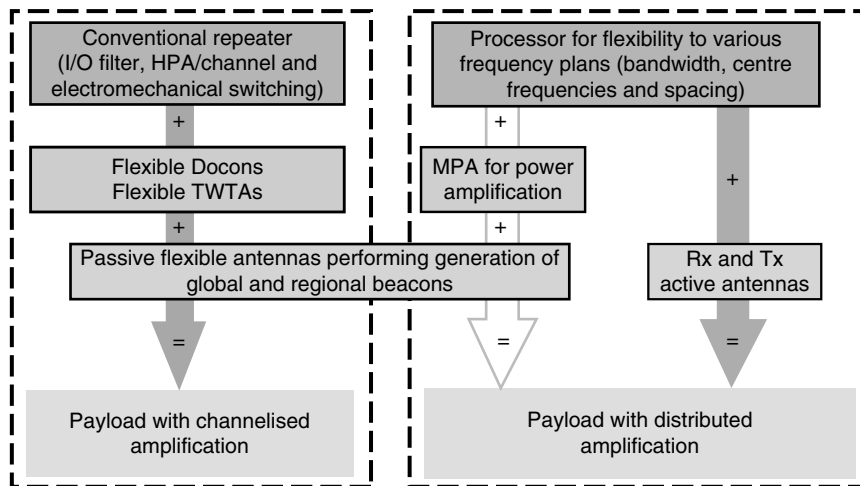 Conventional repeater
(I/O filter, HPA/channel and
electromechanical switching)
+
Flexible Docons
Flexible TWTAs
+
Processor for flexibility to various
frequency plans (bandwidth, centre
frequencies and spacing)
+
MPA for power
amplification
+
+
Passive flexible antennas performing generation of
global and regional beacons
Rx and Tx
active antennas
=
=
=
Payload with channelised
amplification
Payload with distributed
amplification